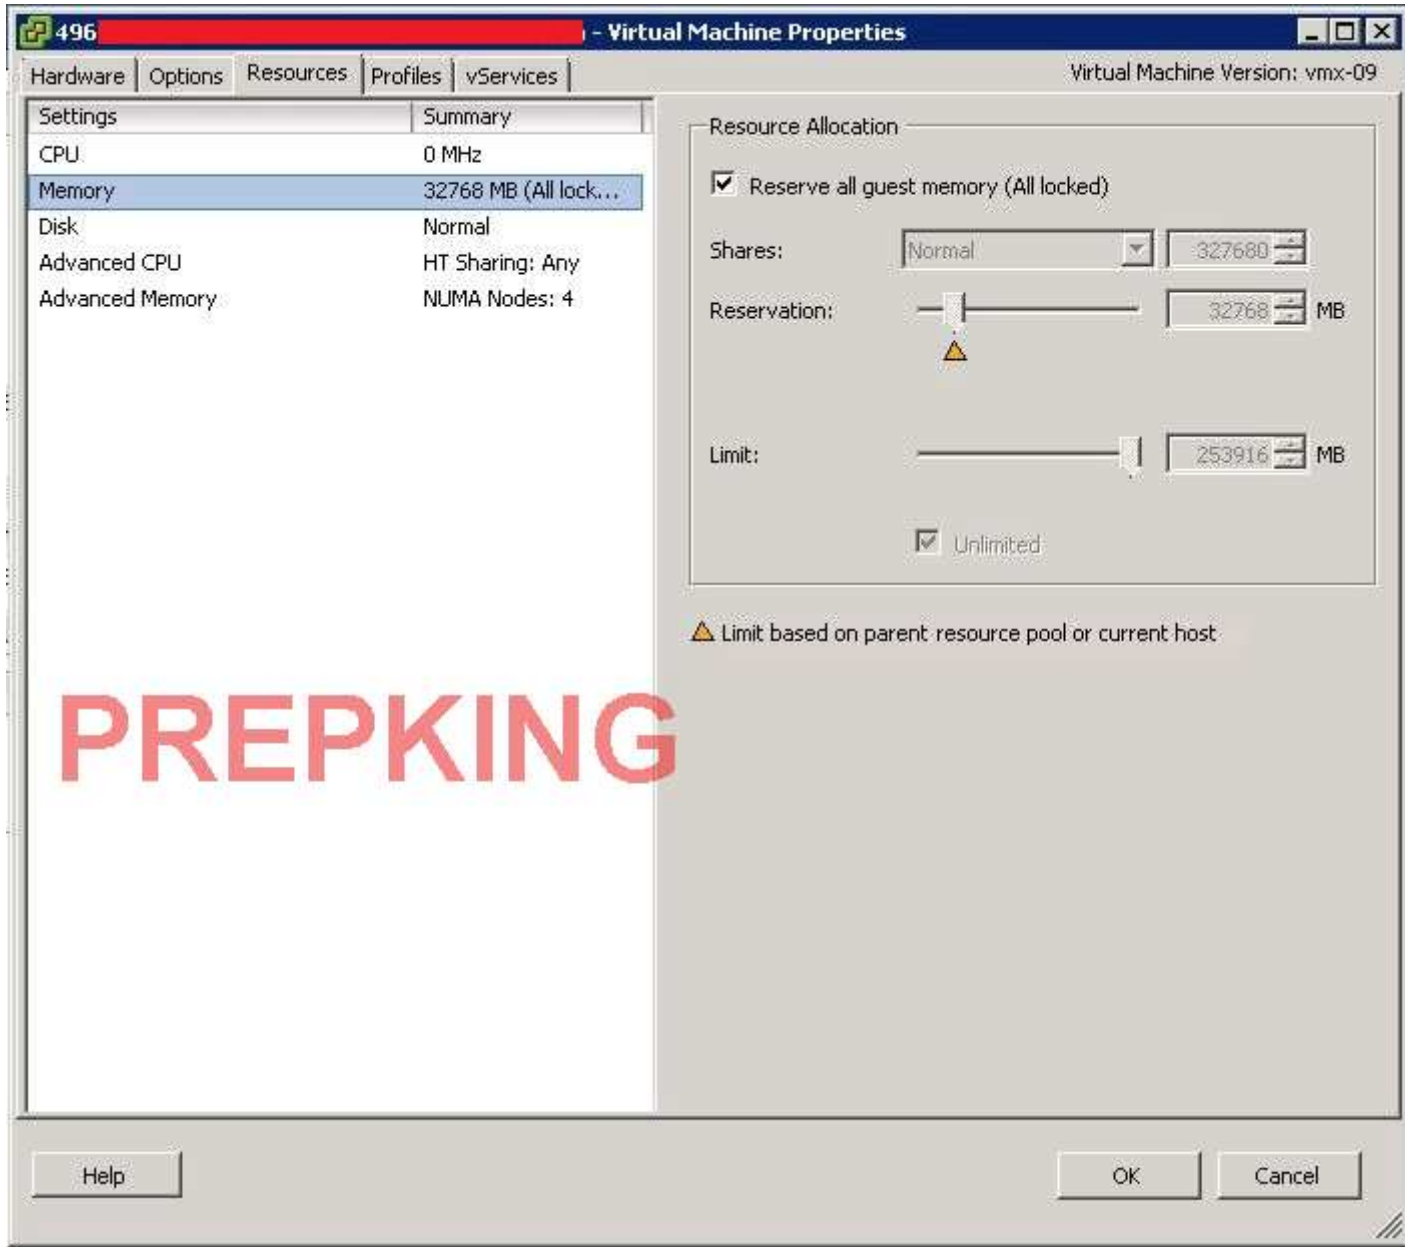 496 - Virtual Machine Properties
Hardware Options Resources Profiles vServices Virtual Machine Version: vmx-09
Settings Summary
CPU 0 MHz
Memory 32768 MB (All lock...
Disk Normal
Advanced CPU HT Sharing: Any
Advanced Memory NUMA Nodes: 4
Resource Allocation
Reserve all guest memory (All locked)
Shares: Normal 327680
Reservation: 32768 MB
Limit: 253916 MB
Unlimited
Limit based on parent resource pool or current host
PREPKING
Help OK Cancel